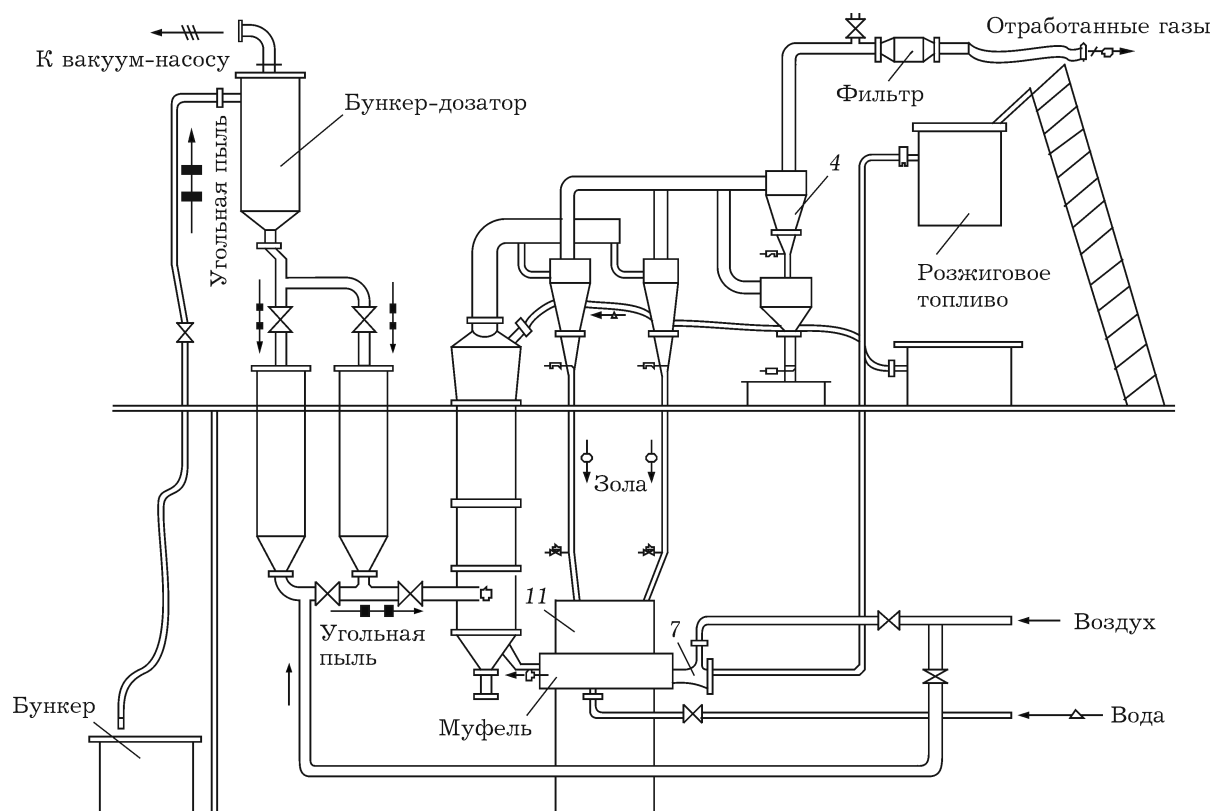 Отработанные газы
К вакуум-насосу
Бункер-дозатор
Фильтр
Угольная пыль
4
Розжиговое
топливо
Зола
11
7
Угольная
пыль
Воздух
Бункер
Муфель
Вода